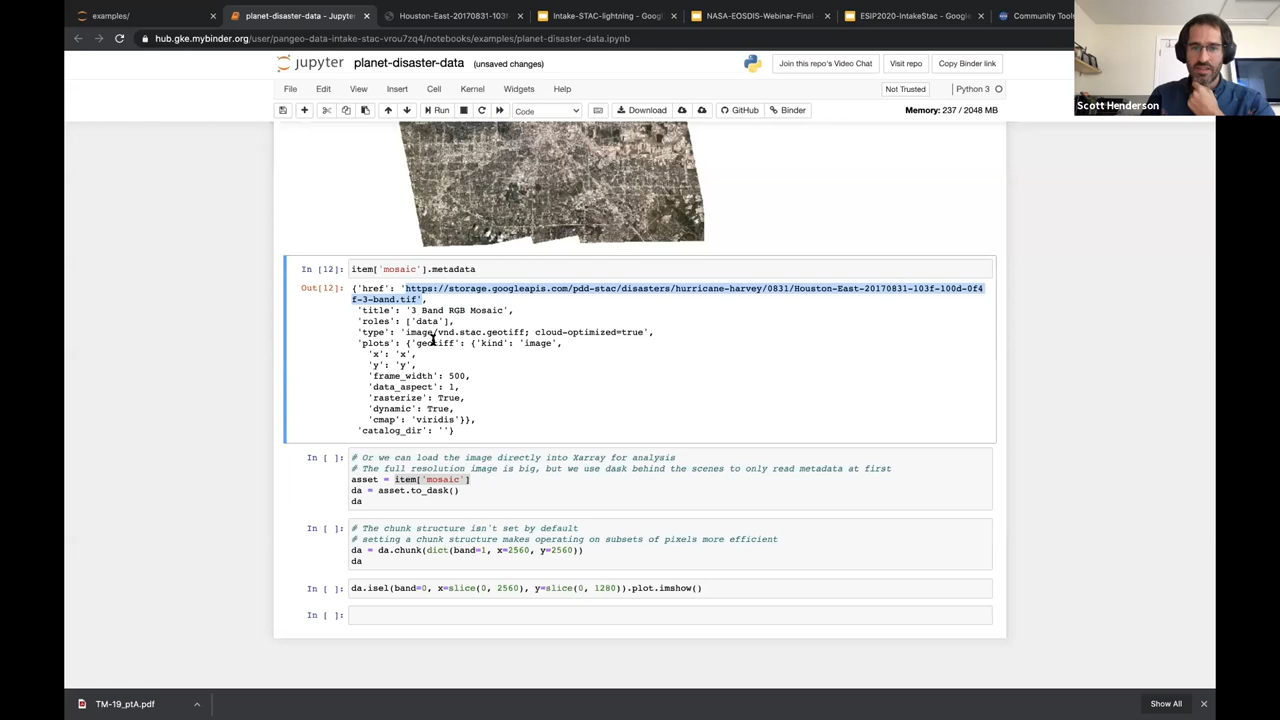 examples/
planet-disaster-data - Jupyter
Houston-East-20170831-103f-1
Intake-STAC-lightning - Googl
NASA-EOSDIS-Webinar-Final
ESIP2020-IntakeStac - Google
Community Tool
hub.gke.mybinder.org/user/pangeo-data-intake-stac-vrou7zq4/notebooks/examples/planet-disaster-data.ipynb
Scott Henderson
jupyter planet-disaster-data (unsaved changes)
Join this repo's Video Chat Visit repo Copy Binder link
File Edit View Insert Cell Kernel Widgets Help
Not Trusted Python 3
Run Code Download GitHub Binder Memory: 237 / 2048 MB
In [12]: item['mosaic'].metadata
Out[12]: {'href': 'https://storage.googleapis.com/pdd-stac/disasters/hurricane-harvey/0831/Houston-East-20170831-103f-100d-0f4
f-3-band.tif',
'title': '3 Band RGB Mosaic',
'roles': ['data'],
'type': 'image/vnd.stac.geotiff; cloud-optimized=true',
'plots': {'geotiff': {'kind': 'image',
'x': 'x',
'y': 'y',
'frame_width': 500,
'data_aspect': 1,
'rasterize': True,
'dynamic': True,
'cmap': 'viridis'}},
'catalog_dir': ''}
In [ ]: # Or we can load the image directly into Xarray for analysis
# The full resolution image is big, but we use dask behind the scenes to only read metadata at first
asset = item['mosaic']
da = asset.to_dask()
da
In [ ]: # The chunk structure isn't set by default
# setting a chunk structure makes operating on subsets of pixels more efficient
da = da.chunk(dict(band=1, x=2560, y=2560))
da
In [ ]: da.isel(band=0, x=slice(0, 2560), y=slice(0, 1280)).plot.imshow()
In [ ]:
TM-19_ptA.pdf
Show All